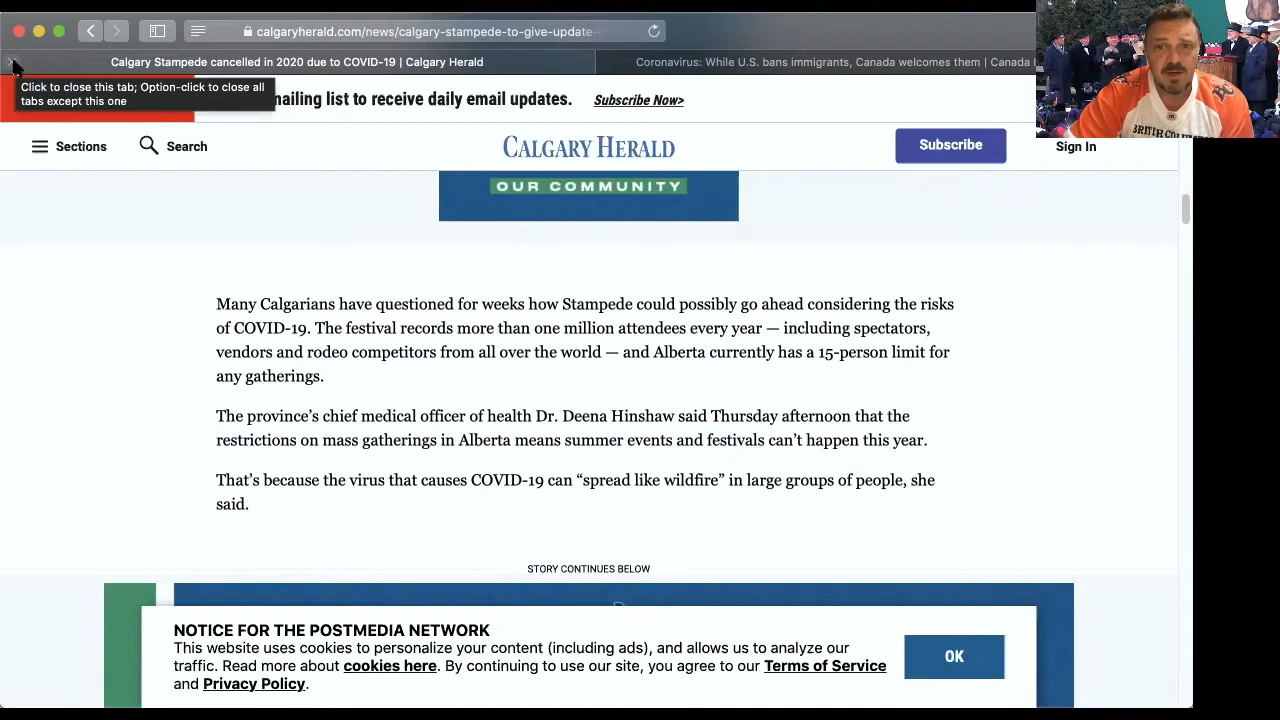 calgaryherald.com/news/calgary-stampede-to-give-update-
Calgary Stampede cancelled in 2020 due to COVID-19 | Calgary Herald
Coronavirus: While U.S. bans immigrants, Canada welcomes them | Canada
Click to close this tab; Option-click to close all
tabs except this one
mailing list to receive daily email updates. Subscribe Now>
BRITISH
Sections
Search
CALGARY HERALD
Subscribe
Sign In
OUR COMMUNITY
Many Calgarians have questioned for weeks how Stampede could possibly go ahead considering the risks
of COVID-19. The festival records more than one million attendees every year — including spectators,
vendors and rodeo competitors from all over the world — and Alberta currently has a 15-person limit for
any gatherings.
The province’s chief medical officer of health Dr. Deena Hinshaw said Thursday afternoon that the
restrictions on mass gatherings in Alberta means summer events and festivals can’t happen this year.
That’s because the virus that causes COVID-19 can “spread like wildfire” in large groups of people, she
said.
STORY CONTINUES BELOW
NOTICE FOR THE POSTMEDIA NETWORK
This website uses cookies to personalize your content (including ads), and allows us to analyze our
traffic. Read more about cookies here. By continuing to use our site, you agree to our Terms of Service
and Privacy Policy.
OK